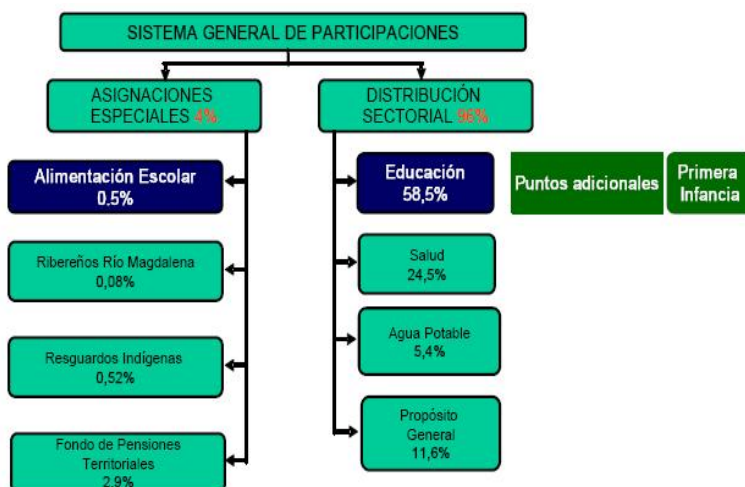 SISTEMA GENERAL DE PARTICIPACIONES
ASIGNACIONES
ESPECIALES 4%
DISTRIBUCIÓN
SECTORIAL 96%
Alimentación Escolar
0.5%
Educación
58,5%
Puntos adicionales
Primera
Infancia
Ribereños Río Magdalena
0,08%
Salud
24,5%
Resguardos Indígenas
0,52%
Agua Potable
5,4%
Fondo de Pensiones
Territoriales
2,9%
Propósito
General
11,6%